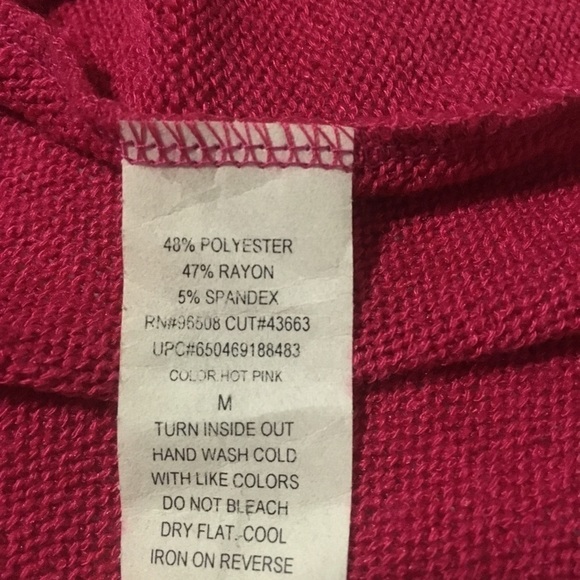 48% POLYESTER
47% RAYON
5% SPANDEX
RN#96508 CUT#43663
UPC#650469188483
COLOR:HOT PINK
M
TURN INSIDE OUT
HAND WASH COLD
WITH LIKE COLORS
DO NOT BLEACH
DRY FLAT.-COOL
IRON ON REVERSE